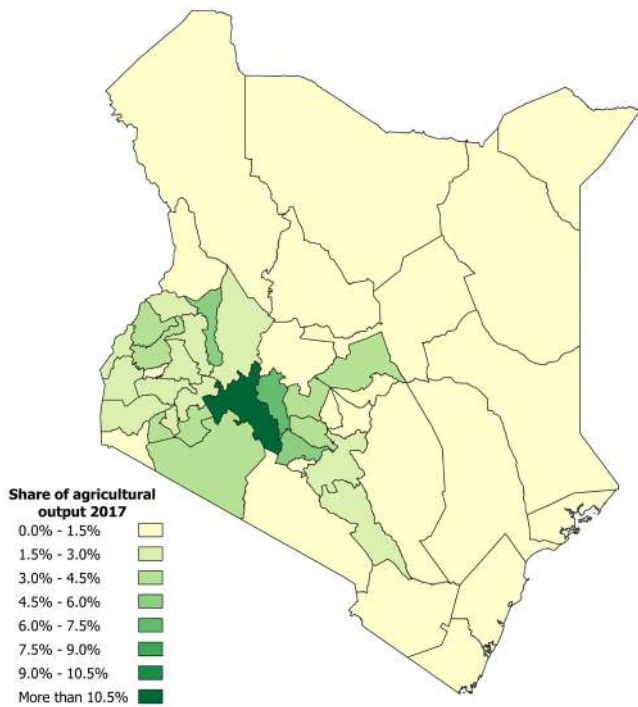 Share of agricultural
output 2017
0.0% - 1.5%
1.5% - 3.0%
3.0% - 4.5%
4.5% - 6.0%
6.0% - 7.5%
7.5% - 9.0%
9.0% - 10.5%
More than 10.5%